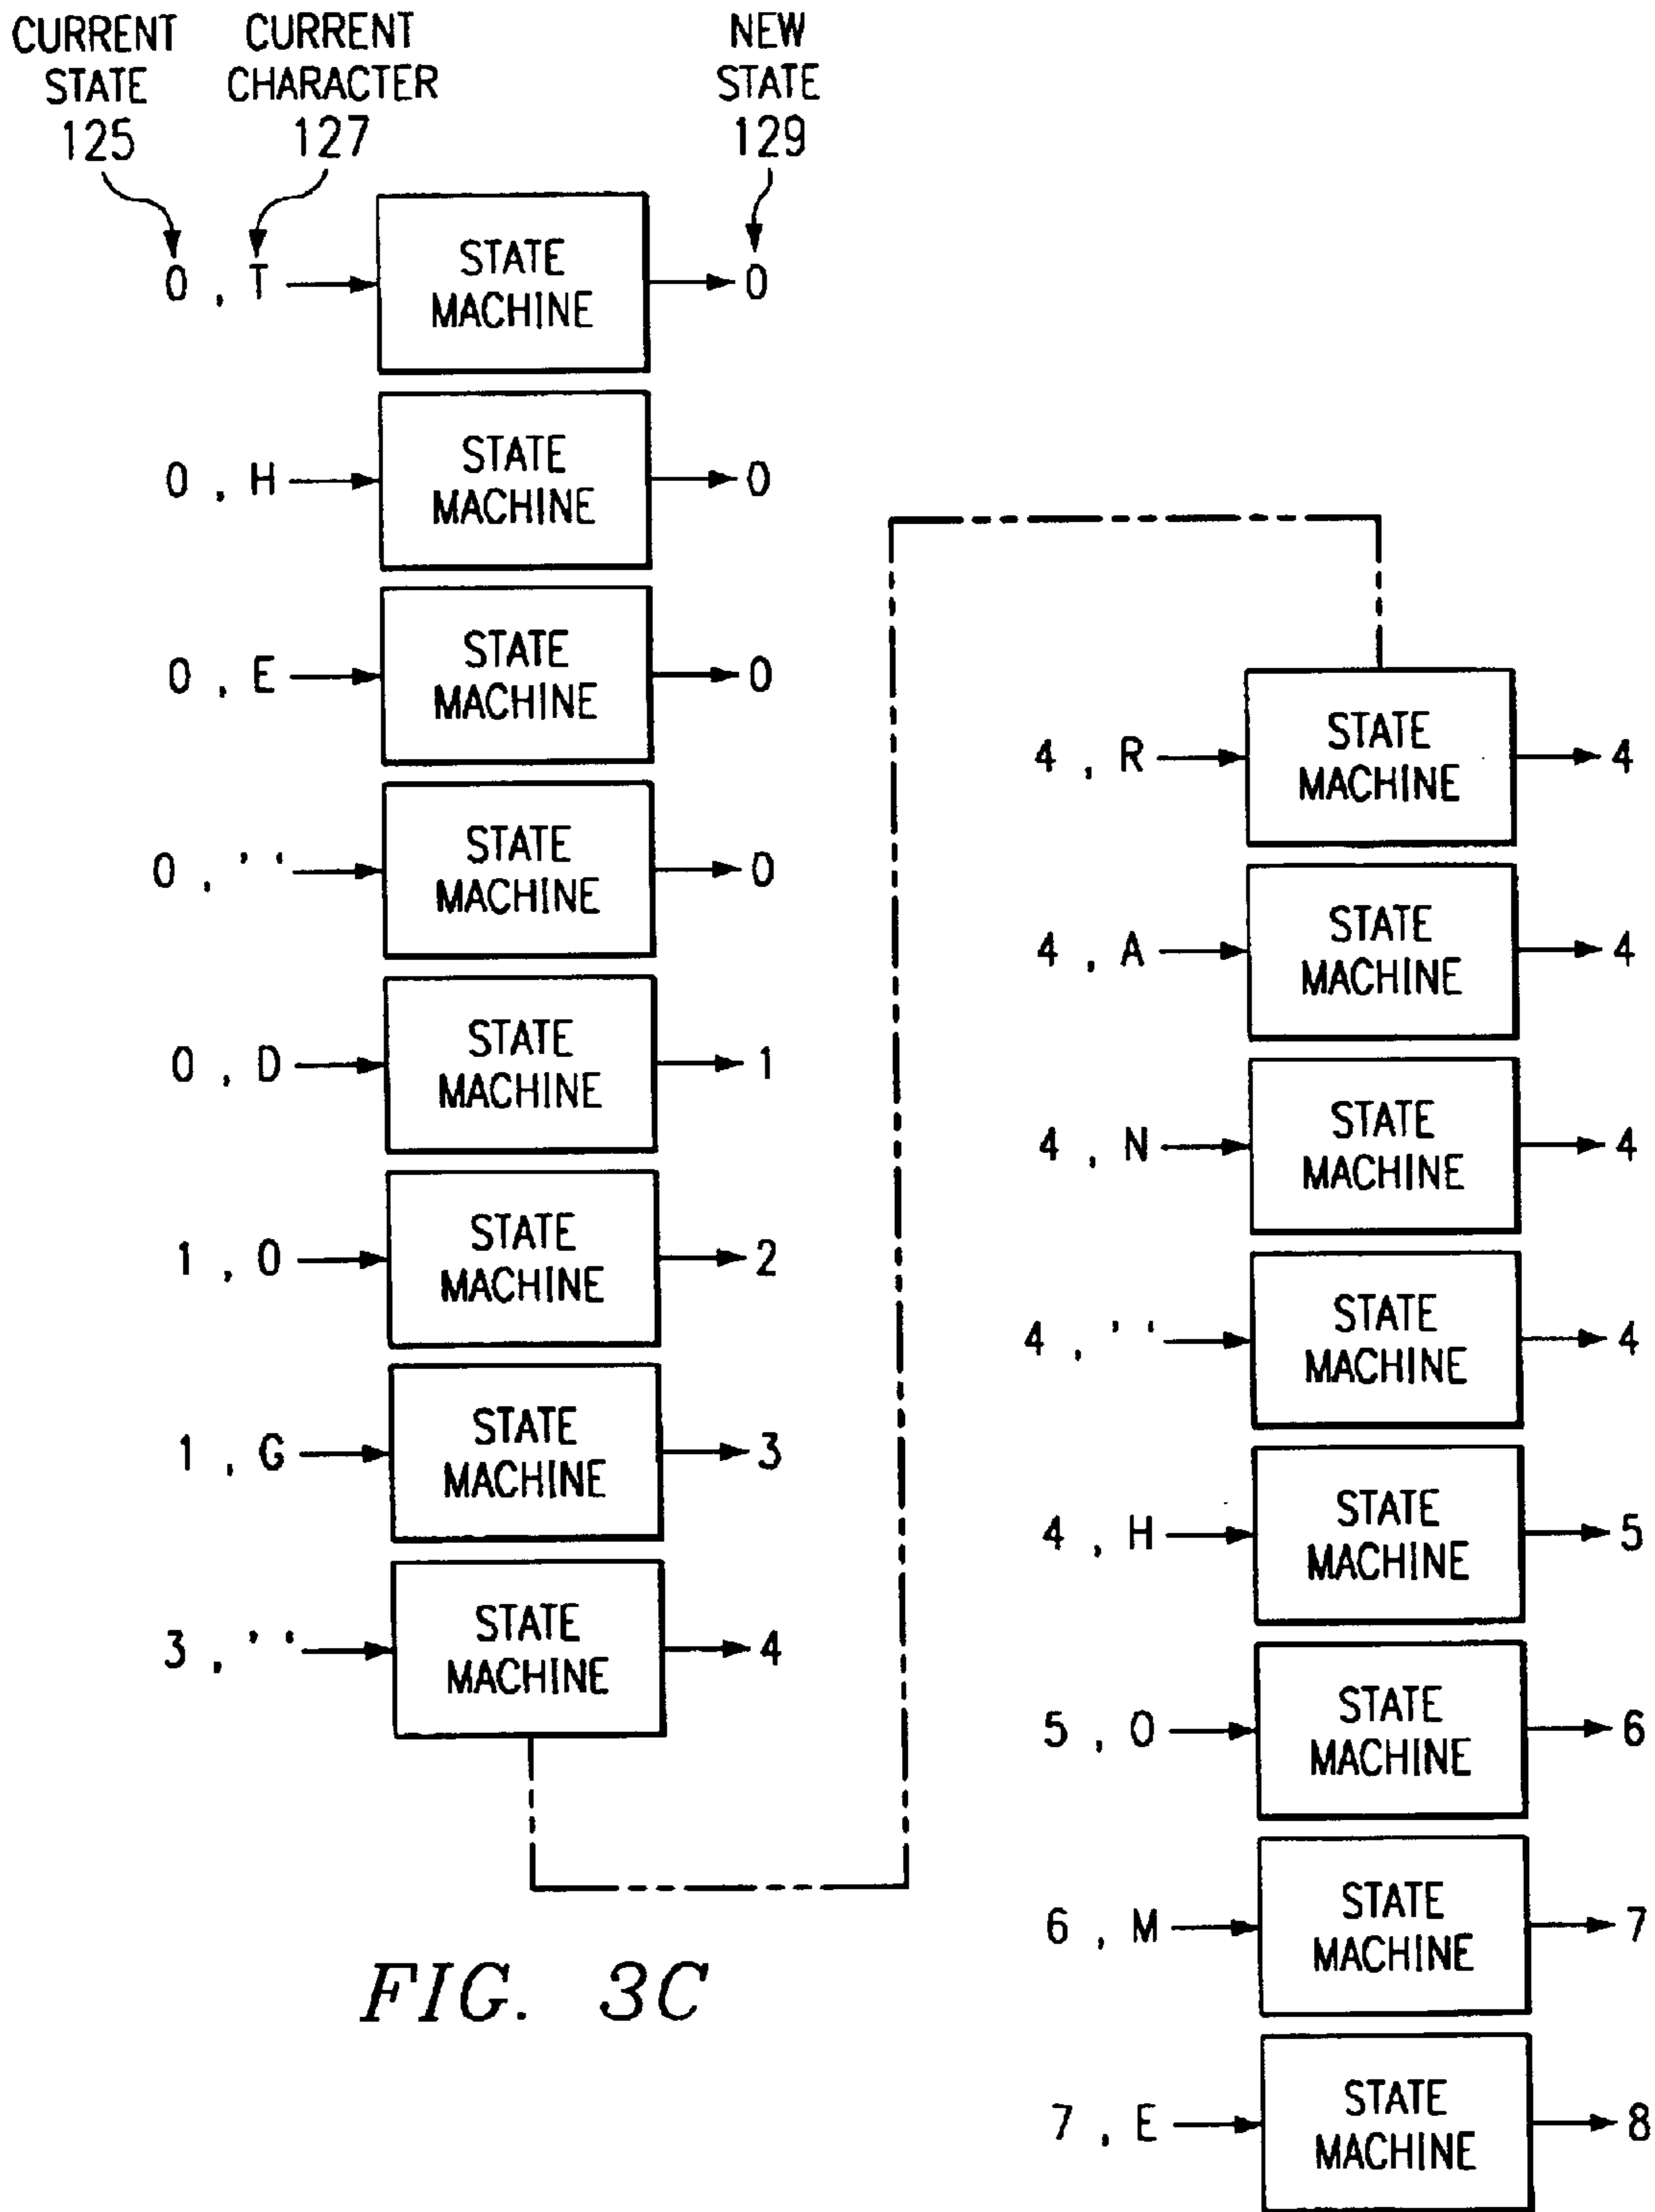 CURRENT STATE 125
CURRENT CHARACTER 127
NEW STATE 129
0 , T STATE MACHINE 0
0 , H STATE MACHINE 0
0 , E STATE MACHINE 0
0 , ’ ‘ STATE MACHINE 0
0 , D STATE MACHINE 1
1 , O STATE MACHINE 2
1 , G STATE MACHINE 3
3 , ’ ‘ STATE MACHINE 4
4 , R STATE MACHINE 4
4 , A STATE MACHINE 4
4 , N STATE MACHINE 4
4 , ’ ‘ STATE MACHINE 4
4 , H STATE MACHINE 5
5 , O STATE MACHINE 6
6 , M STATE MACHINE 7
7 , E STATE MACHINE 8
FIG. 3C